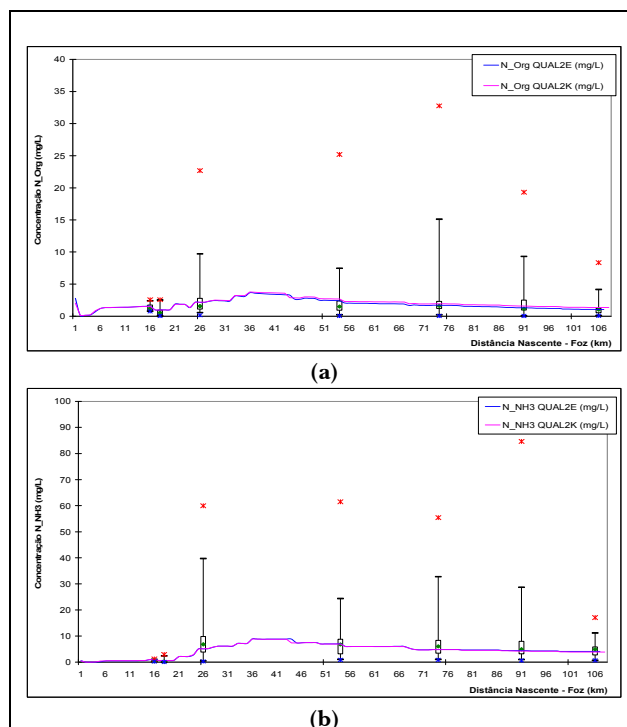 40
35
30
25
20
15
10
5
0
Concentração N_Org (mg/L)
N_Org QUAL2E (mg/L)
N_Org QUAL2K (mg/L)
1 6 11 16 21 26 31 36 41 46 51 56 61 66 71 76 81 86 91 96 101 106
Distância Nascente - Foz (km)
(a)
100
90
80
70
60
50
40
30
20
10
0
Concentração N_NH3 (mg/L)
N_NH3 QUAL2E (mg/L)
N_NH3 QUAL2K (mg/L)
1 6 11 16 21 26 31 36 41 46 51 56 61 66 71 76 81 86 91 96 101 106
Distância Nascente - Foz (km)
(b)